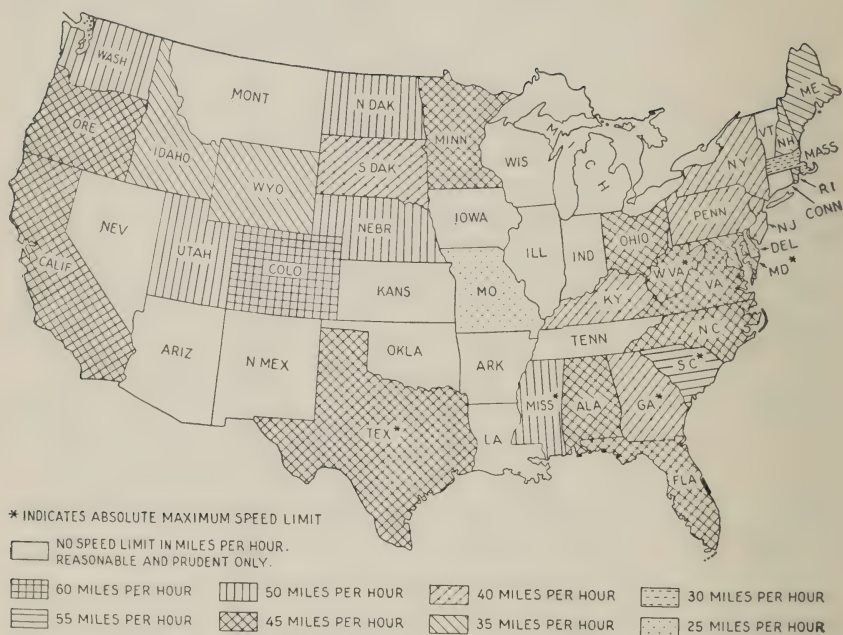 WASH
MONT
N DAK
MINN
ORE
IDAHO
WYO
S DAK
WIS
MICH
NY
VT
NH
ME
MASS
RI
CONN
NEV
UTAH
COLO
NEBR
IOWA
ILL
IND
OHIO
PENN
NJ
DEL
MD*
CALIF
KANS
MO
KY
W VA*
VA
ARIZ
N MEX
OKLA
ARK
TENN
NC
SC*
TEX*
LA
MISS*
ALA
GA*
FLA
* INDICATES ABSOLUTE MAXIMUM SPEED LIMIT
NO SPEED LIMIT IN MILES PER HOUR.
REASONABLE AND PRUDENT ONLY.
60 MILES PER HOUR
50 MILES PER HOUR
40 MILES PER HOUR
30 MILES PER HOUR
55 MILES PER HOUR
45 MILES PER HOUR
35 MILES PER HOUR
25 MILES PER HOUR